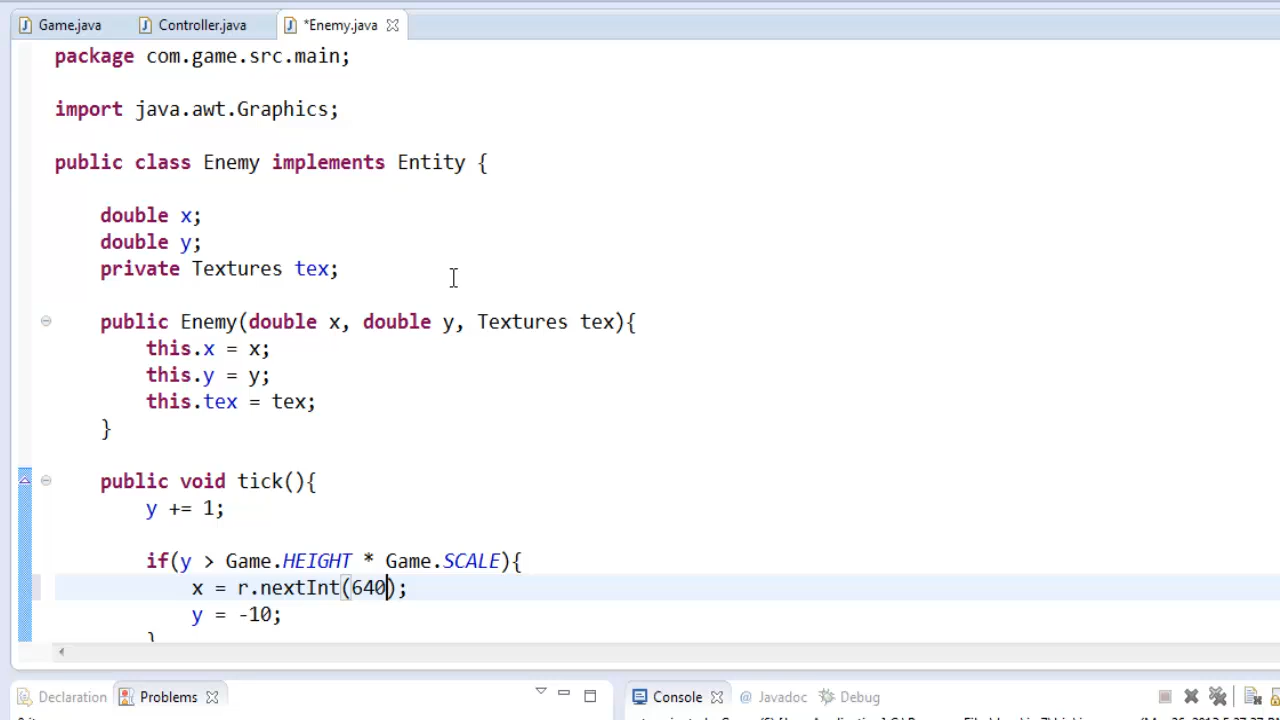 Game.java Controller.java *Enemy.java
package com.game.src.main;
import java.awt.Graphics;
public class Enemy implements Entity {
double x;
double y;
private Textures tex;
public Enemy(double x, double y, Textures tex){
this.x = x;
this.y = y;
this.tex = tex;
}
public void tick(){
y += 1;
if(y > Game.HEIGHT * Game.SCALE){
x = r.nextInt(640);
y = -10;
}
Declaration Problems Console Javadoc Debug